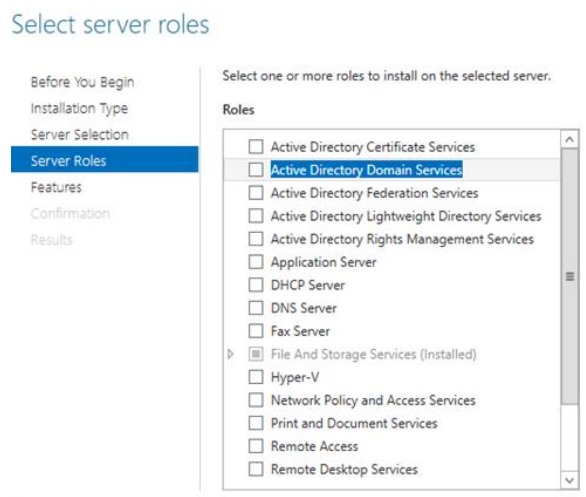 Select server roles
Before You Begin
Installation Type
Server Selection
Server Roles
Features
Confirmation
Results
Select one or more roles to install on the selected server.
Roles
Active Directory Certificate Services
Active Directory Domain Services
Active Directory Federation Services
Active Directory Lightweight Directory Services
Active Directory Rights Management Services
Application Server
DHCP Server
DNS Server
Fax Server
File And Storage Services (Installed)
Hyper-V
Network Policy and Access Services
Print and Document Services
Remote Access
Remote Desktop Services